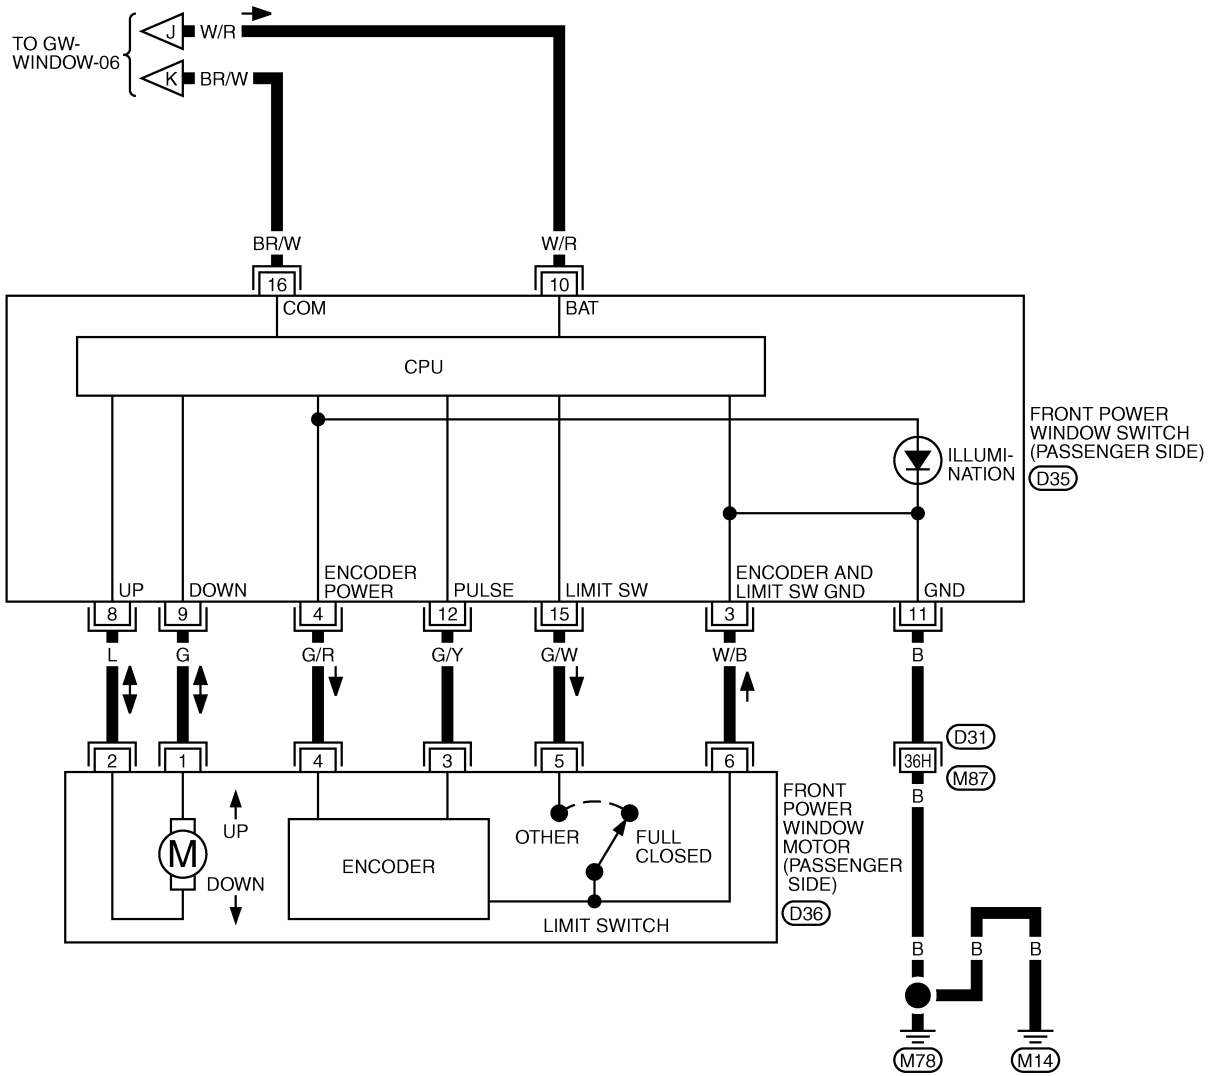 TO GW-
WINDOW-06
J
W/R
K
BR/W
BR/W
W/R
16
10
COM
BAT
CPU
FRONT POWER
WINDOW SWITCH
(PASSENGER SIDE)
D35
ILLUMI-
NATION
UP
DOWN
ENCODER
POWER
PULSE
LIMIT SW
ENCODER AND
LIMIT SW GND
GND
8
9
4
12
15
3
11
L
G
G/R
G/Y
G/W
W/B
B
D31
2
1
4
3
5
6
36H
M87
B
UP
M
DOWN
ENCODER
OTHER
FULL
CLOSED
LIMIT SWITCH
FRONT
POWER
WINDOW
MOTOR
(PASSENGER
SIDE)
D36
B
B
B
M78
M14